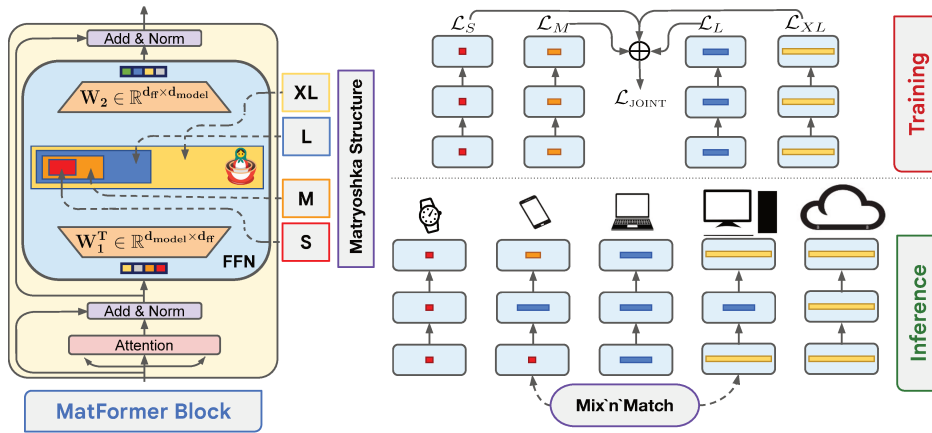 Add & Norm
W₂ ∈ ℝ^{d_ff×d_model}
XL
L
M
S
Matryoshka Structure
W₁ᵀ ∈ ℝ^{d_model×d_ff}
FFN
Add & Norm
Attention
MatFormer Block
ℒ_S
ℒ_M
ℒ_L
ℒ_XL
ℒ_JOINT
Training
Inference
Mix`n`Match